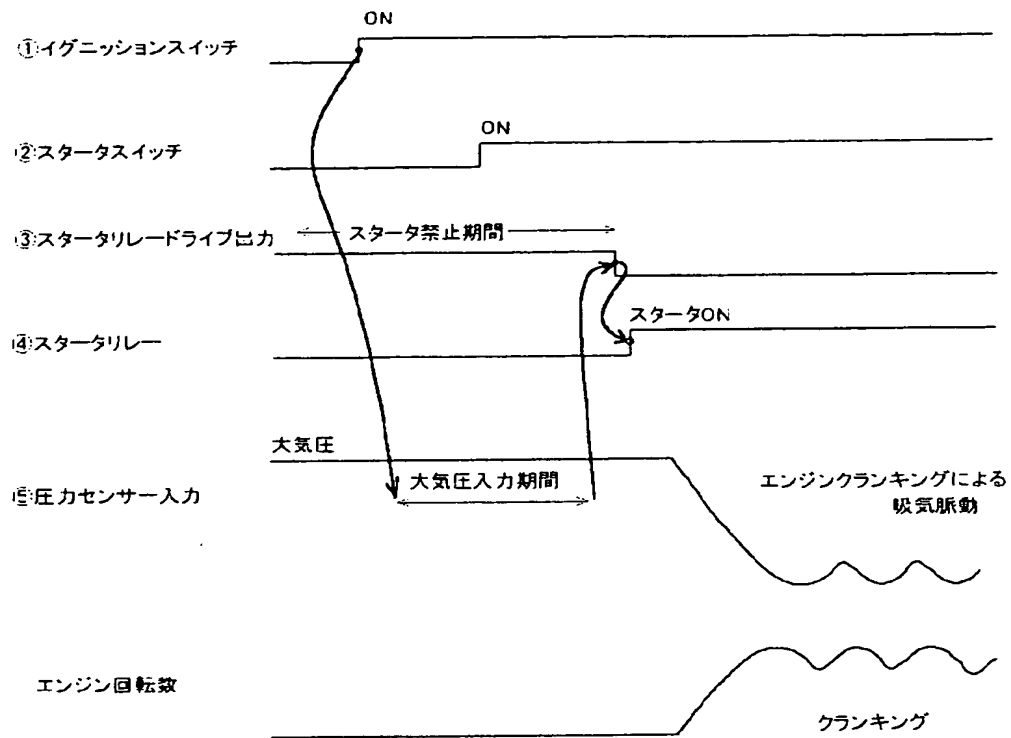 ON
①イグニッションスイッチ
ON
②スタータスイッチ
③スタータリレードライブ出力
スタータ禁止期間
スタータON
④スタータリレー
大気圧
大気圧入力期間
⑤圧力センサー入力
エンジンクランキングによる
吸気脈動
エンジン回転数
クランキング